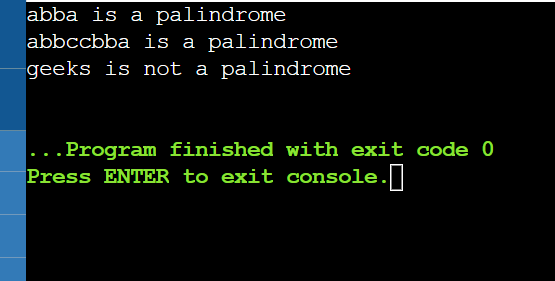 abba is a palindrome
abbccbba is a palindrome
geeks is not a palindrome
...Program finished with exit code 0
Press ENTER to exit console.